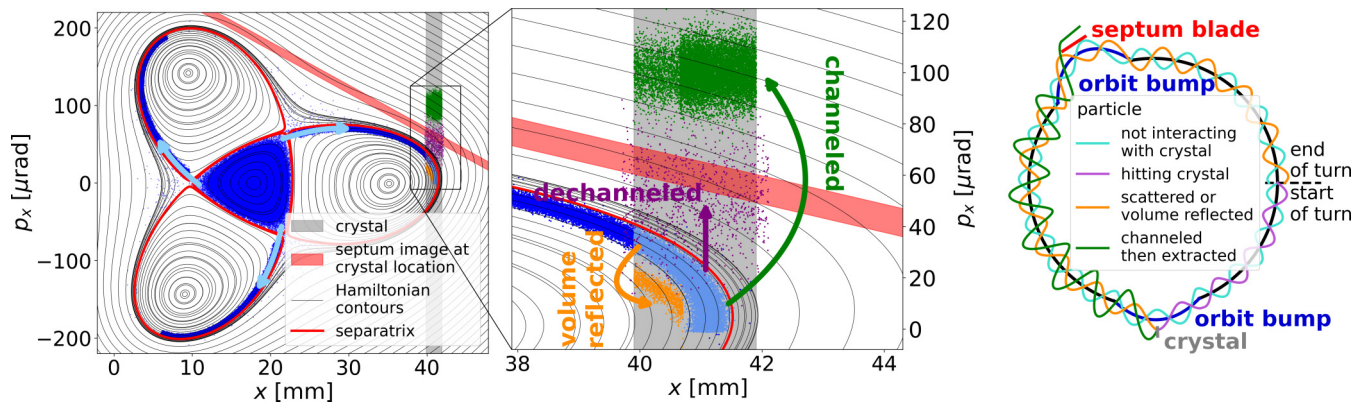 200
100
0
−100
−200
p_x [μrad]
0
10
20
30
40
x [mm]
crystal
septum image at
crystal location
Hamiltonian
contours
separatrix
channeled
dechanneled
volume
reflected
38
40
42
44
x [mm]
120
100
80
60
40
20
0
p_x [μrad]
septum blade
orbit bump
particle
not interacting
with crystal
hitting crystal
scattered or
volume reflected
channeled
then extracted
end
of turn
start
of turn
orbit bump
crystal